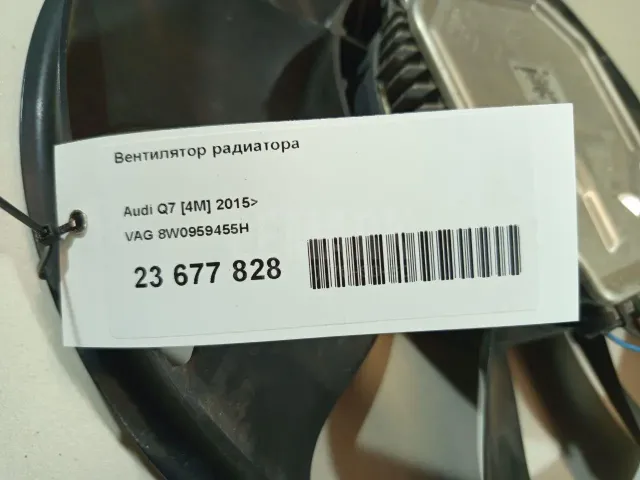 Вентилятор радиатора
Audi Q7 [4M] 2015>
VAG 8W0959455H
23 677 828